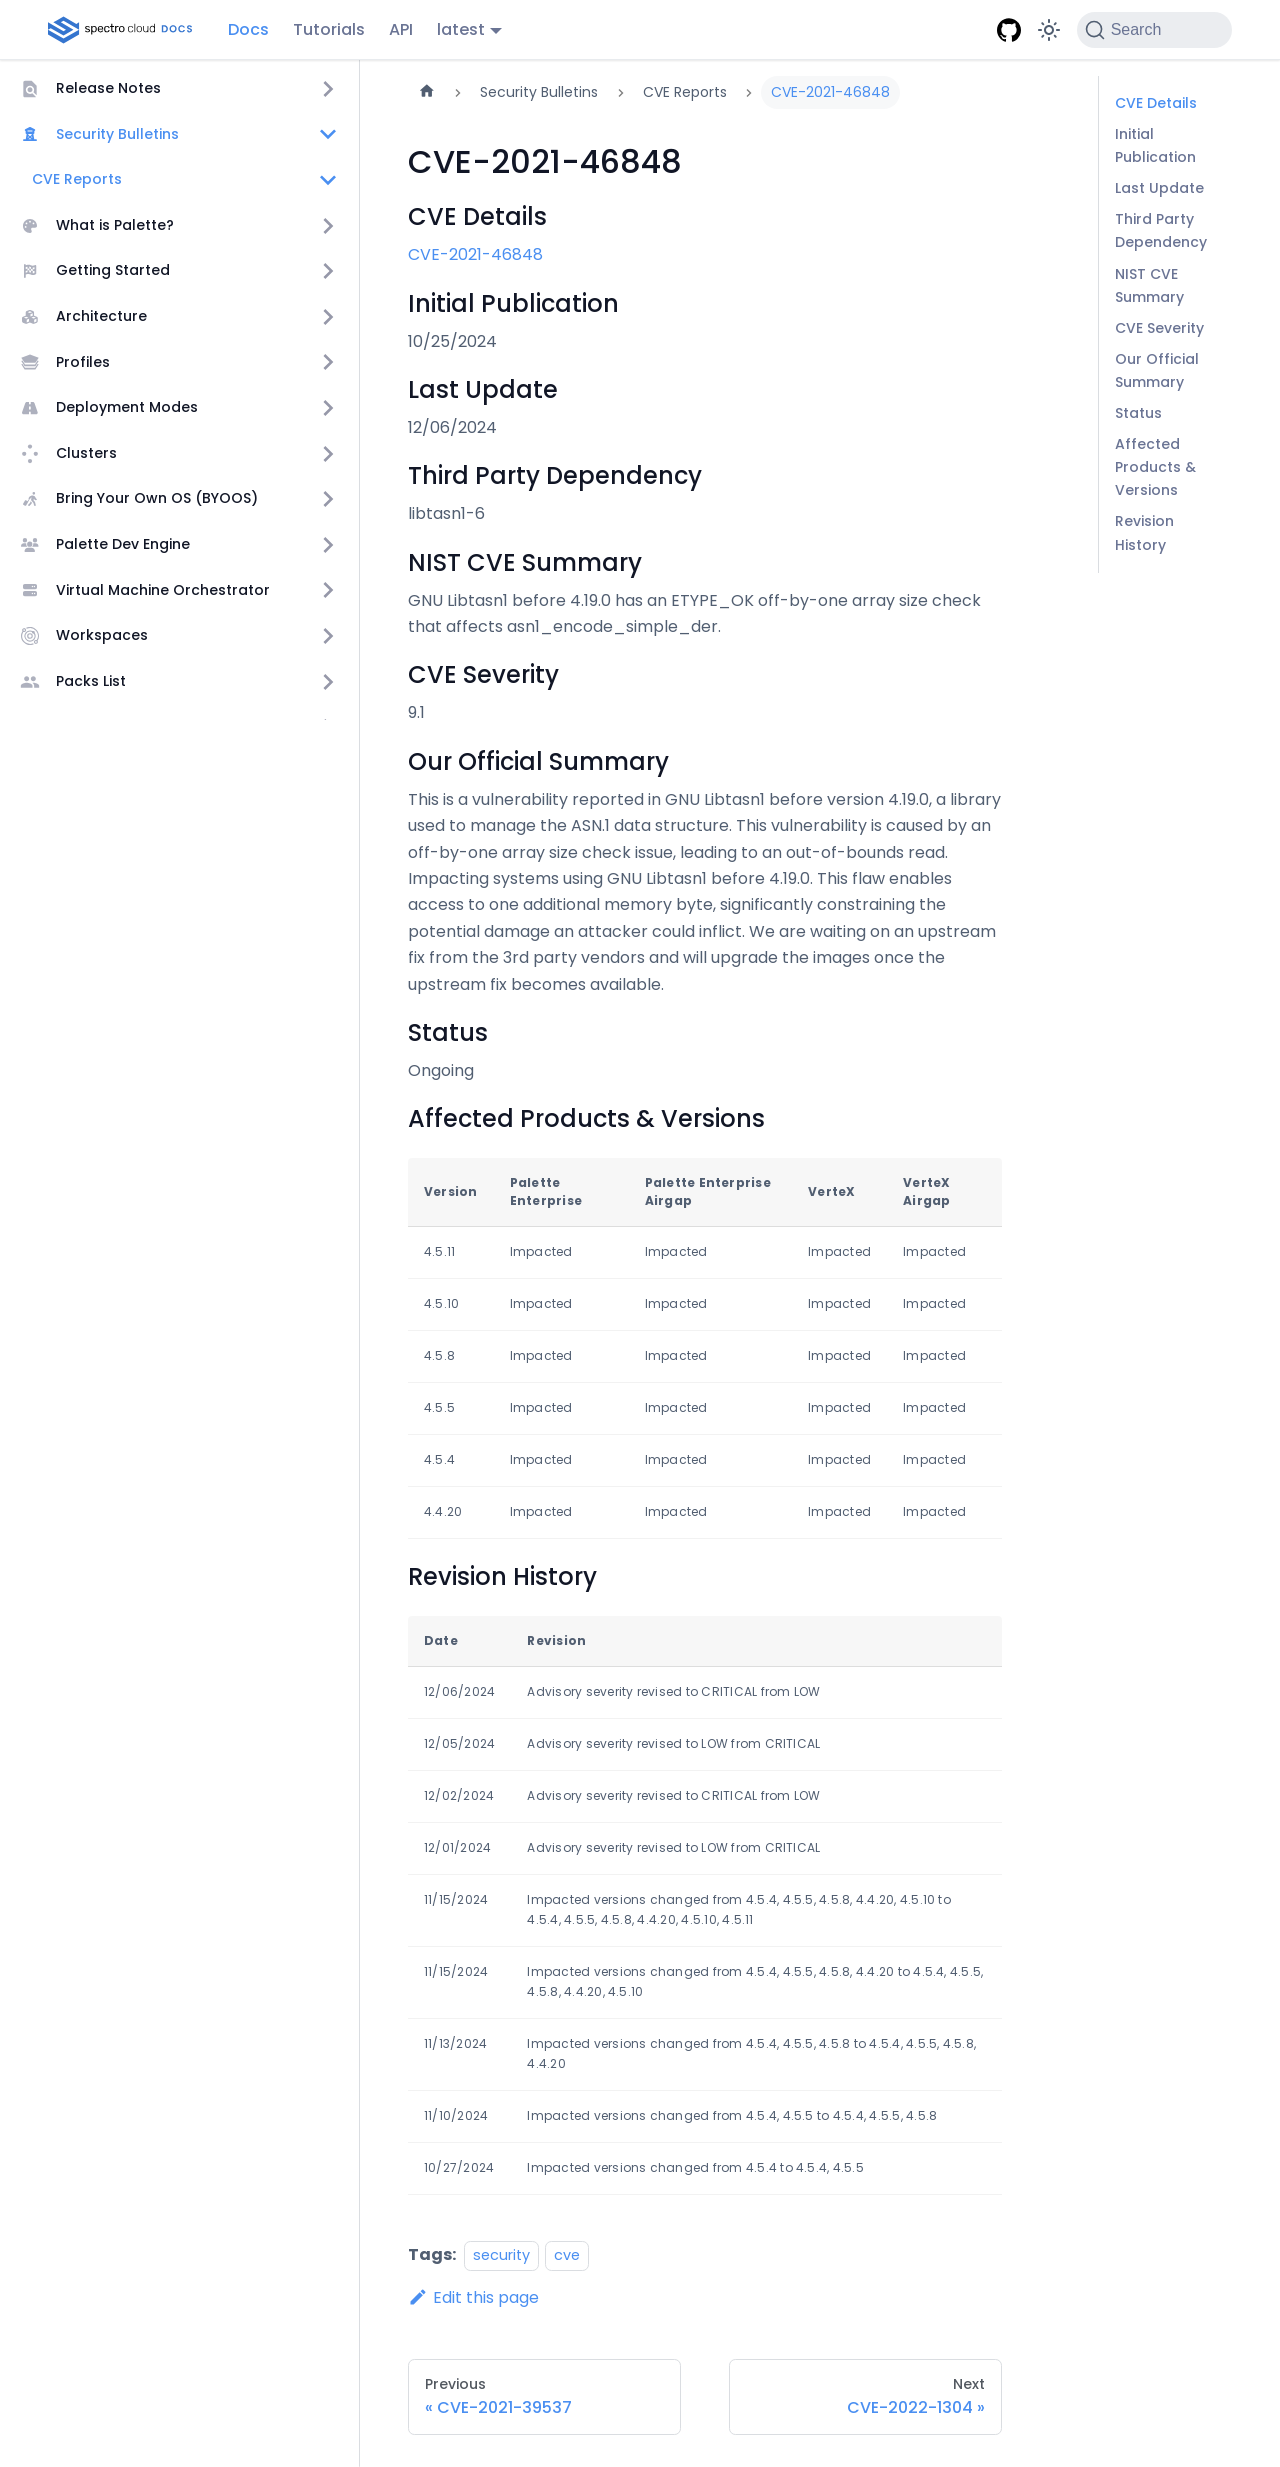 spectro cloud DOCS
Docs
Tutorials
API
latest
Search
Release Notes
Security Bulletins
CVE Reports
What is Palette?
Getting Started
Architecture
Profiles
Deployment Modes
Clusters
Bring Your Own OS (BYOOS)
Palette Dev Engine
Virtual Machine Orchestrator
Workspaces
Packs List
Security Bulletins
CVE Reports
CVE-2021-46848
CVE-2021-46848
CVE Details
CVE-2021-46848
Initial Publication
10/25/2024
Last Update
12/06/2024
Third Party Dependency
libtasn1-6
NIST CVE Summary
GNU Libtasn1 before 4.19.0 has an ETYPE_OK off-by-one array size check
that affects asn1_encode_simple_der.
CVE Severity
9.1
Our Official Summary
This is a vulnerability reported in GNU Libtasn1 before version 4.19.0, a library
used to manage the ASN.1 data structure. This vulnerability is caused by an
off-by-one array size check issue, leading to an out-of-bounds read.
Impacting systems using GNU Libtasn1 before 4.19.0. This flaw enables
access to one additional memory byte, significantly constraining the
potential damage an attacker could inflict. We are waiting on an upstream
fix from the 3rd party vendors and will upgrade the images once the
upstream fix becomes available.
Status
Ongoing
Affected Products & Versions
Version Palette Enterprise Palette Enterprise Airgap VerteX VerteX Airgap
4.5.11 Impacted Impacted Impacted Impacted
4.5.10 Impacted Impacted Impacted Impacted
4.5.8 Impacted Impacted Impacted Impacted
4.5.5 Impacted Impacted Impacted Impacted
4.5.4 Impacted Impacted Impacted Impacted
4.4.20 Impacted Impacted Impacted Impacted
Revision History
Date Revision
12/06/2024 Advisory severity revised to CRITICAL from LOW
12/05/2024 Advisory severity revised to LOW from CRITICAL
12/02/2024 Advisory severity revised to CRITICAL from LOW
12/01/2024 Advisory severity revised to LOW from CRITICAL
11/15/2024 Impacted versions changed from 4.5.4, 4.5.5, 4.5.8, 4.4.20, 4.5.10 to
4.5.4, 4.5.5, 4.5.8, 4.4.20, 4.5.10, 4.5.11
11/15/2024 Impacted versions changed from 4.5.4, 4.5.5, 4.5.8, 4.4.20 to 4.5.4, 4.5.5,
4.5.8, 4.4.20, 4.5.10
11/13/2024 Impacted versions changed from 4.5.4, 4.5.5, 4.5.8 to 4.5.4, 4.5.5, 4.5.8,
4.4.20
11/10/2024 Impacted versions changed from 4.5.4, 4.5.5 to 4.5.4, 4.5.5, 4.5.8
10/27/2024 Impacted versions changed from 4.5.4 to 4.5.4, 4.5.5
Tags: security cve
Edit this page
Previous
« CVE-2021-39537
Next
CVE-2022-1304 »
CVE Details
Initial
Publication
Last Update
Third Party
Dependency
NIST CVE
Summary
CVE Severity
Our Official
Summary
Status
Affected
Products &
Versions
Revision
History